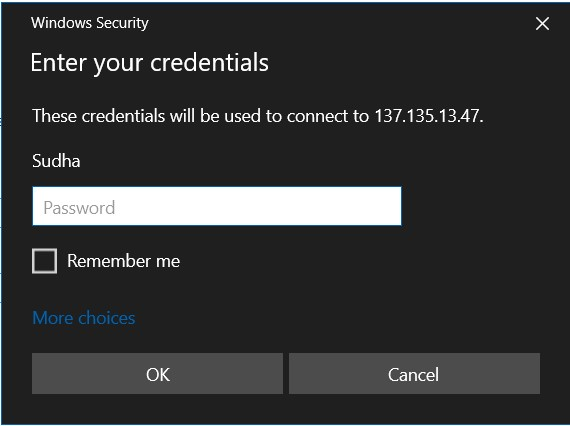 Windows Security
Enter your credentials
These credentials will be used to connect to 137.135.13.47.
Sudha
Password
Remember me
More choices
OK
Cancel